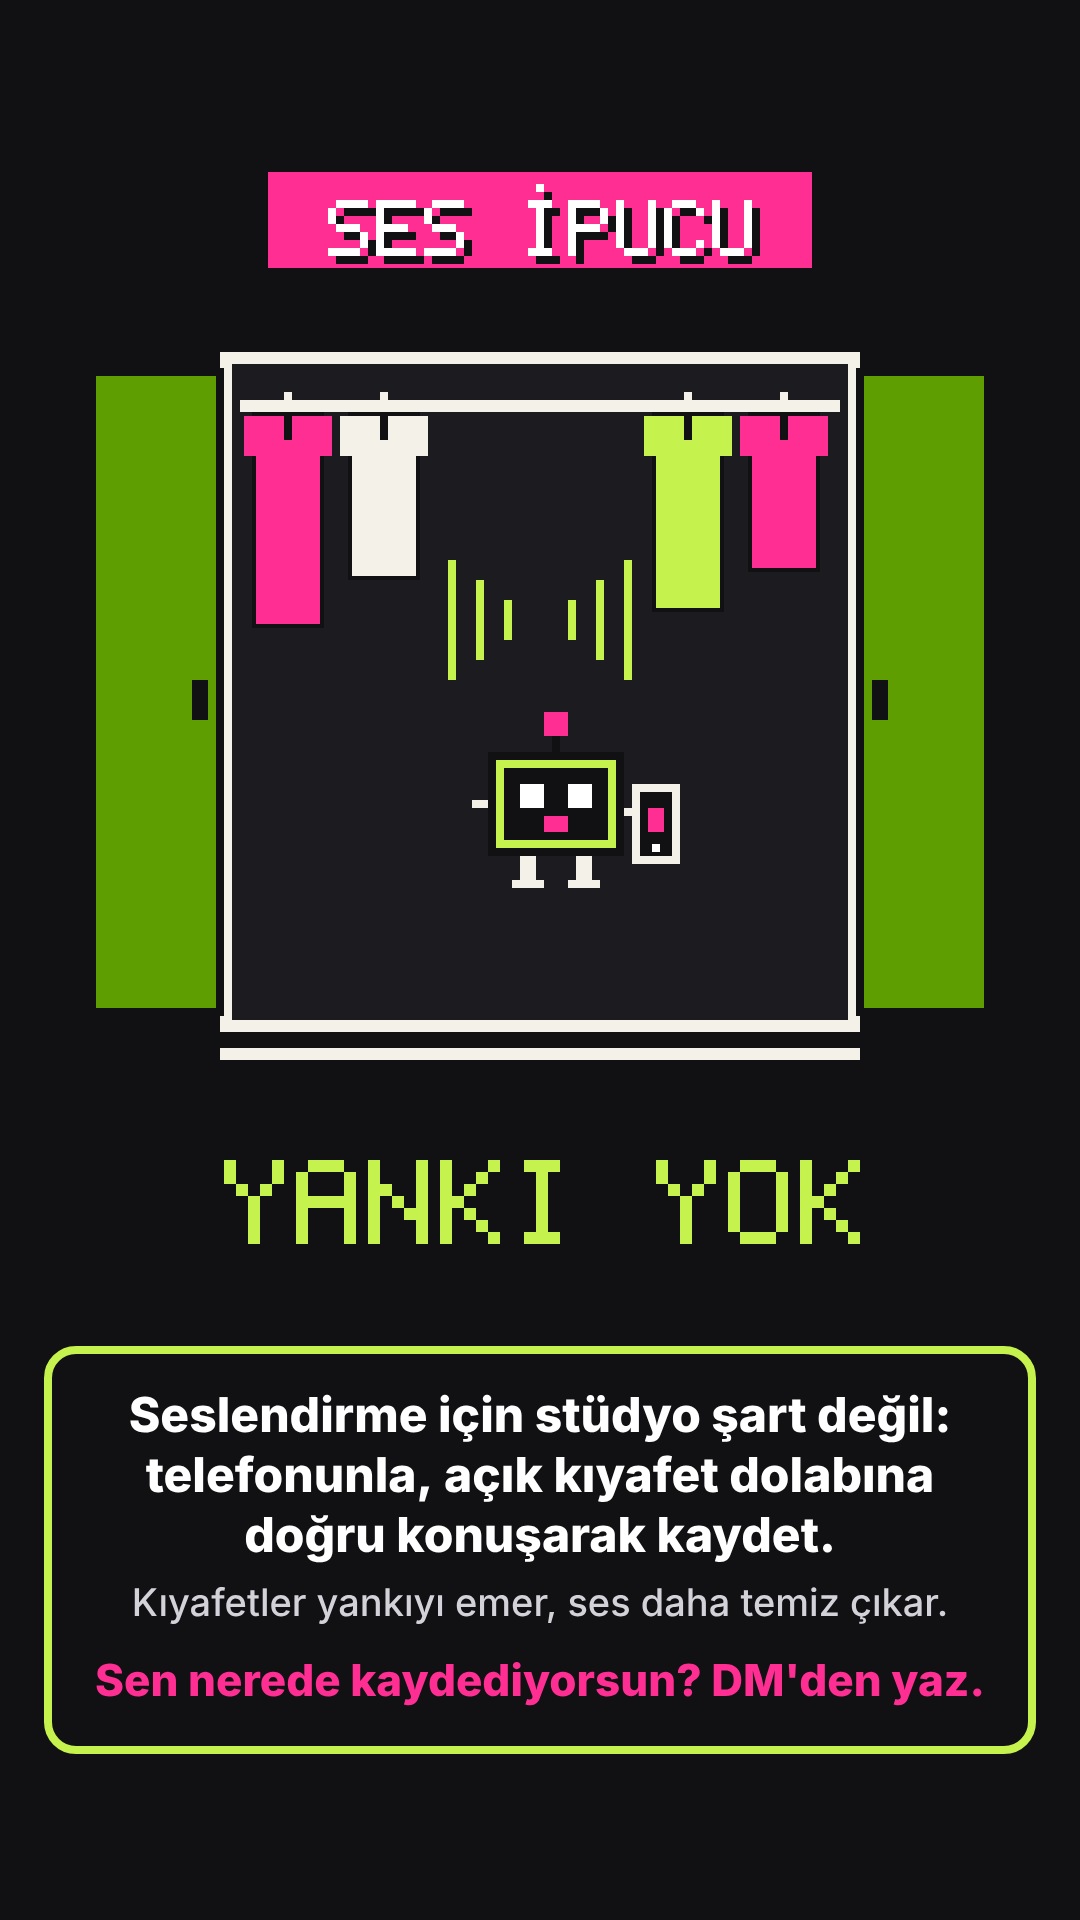 SES İPUCU
YANKI YOK
Seslendirme için stüdyo şart değil:
telefonunla, açık kıyafet dolabına
doğru konuşarak kaydet.
Kıyafetler yankıyı emer, ses daha temiz çıkar.
Sen nerede kaydediyorsun? DM'den yaz.